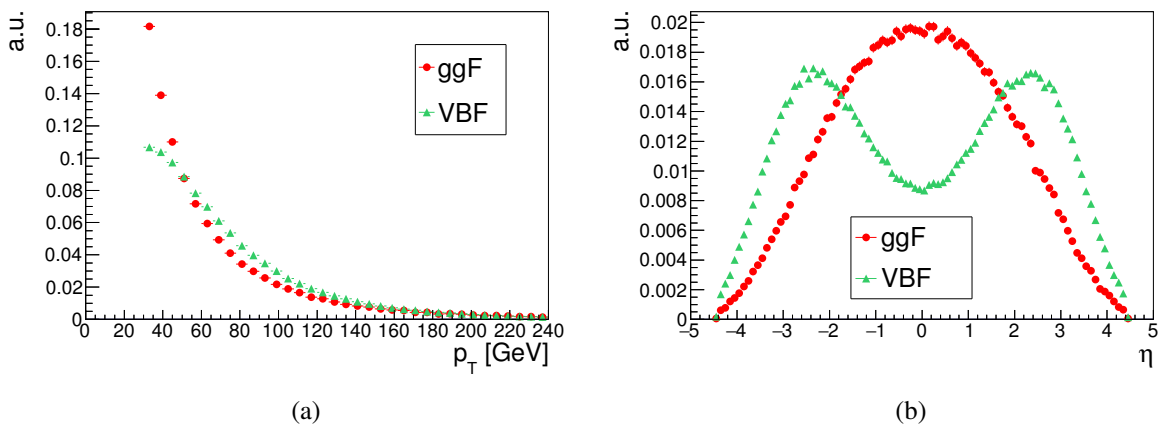 a.u.
0.18
0.16
0.14
0.12
0.1
0.08
0.06
0.04
0.02
0
ggF
VBF
0 20 40 60 80 100 120 140 160 180 200 220 240
p_T [GeV]
(a)
a.u.
0.02
0.018
0.016
0.014
0.012
0.01
0.008
0.006
0.004
0.002
0
ggF
VBF
−5 −4 −3 −2 −1 0 1 2 3 4 5
η
(b)